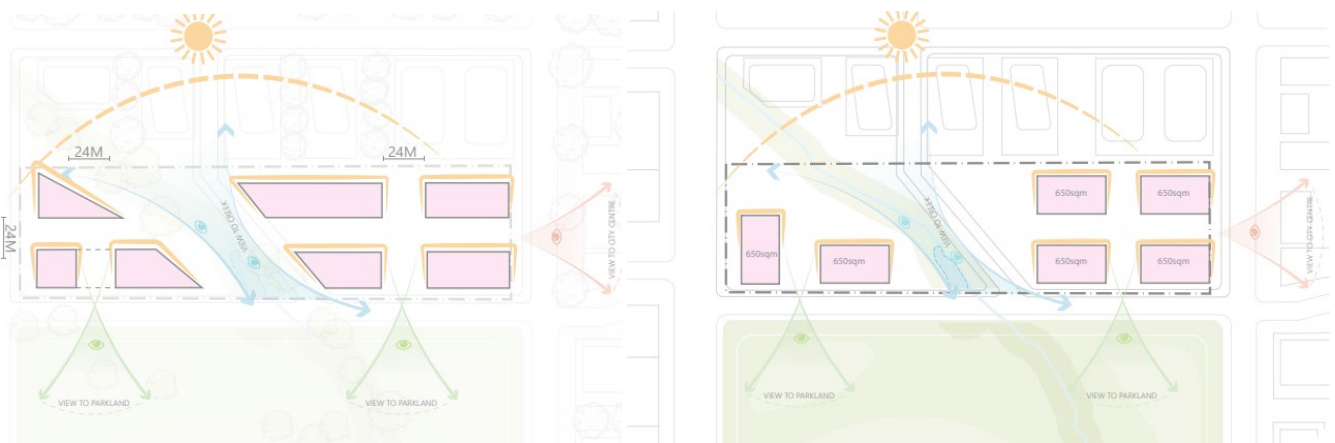 24M
24M
24M
VIEW TO CREEK
VIEW TO CITY CENTRE
VIEW TO PARKLAND
VIEW TO PARKLAND
650sqm
650sqm
650sqm
650sqm
650sqm
650sqm
VIEW TO CREEK
VIEW TO CITY CENTRE
VIEW TO PARKLAND
VIEW TO PARKLAND